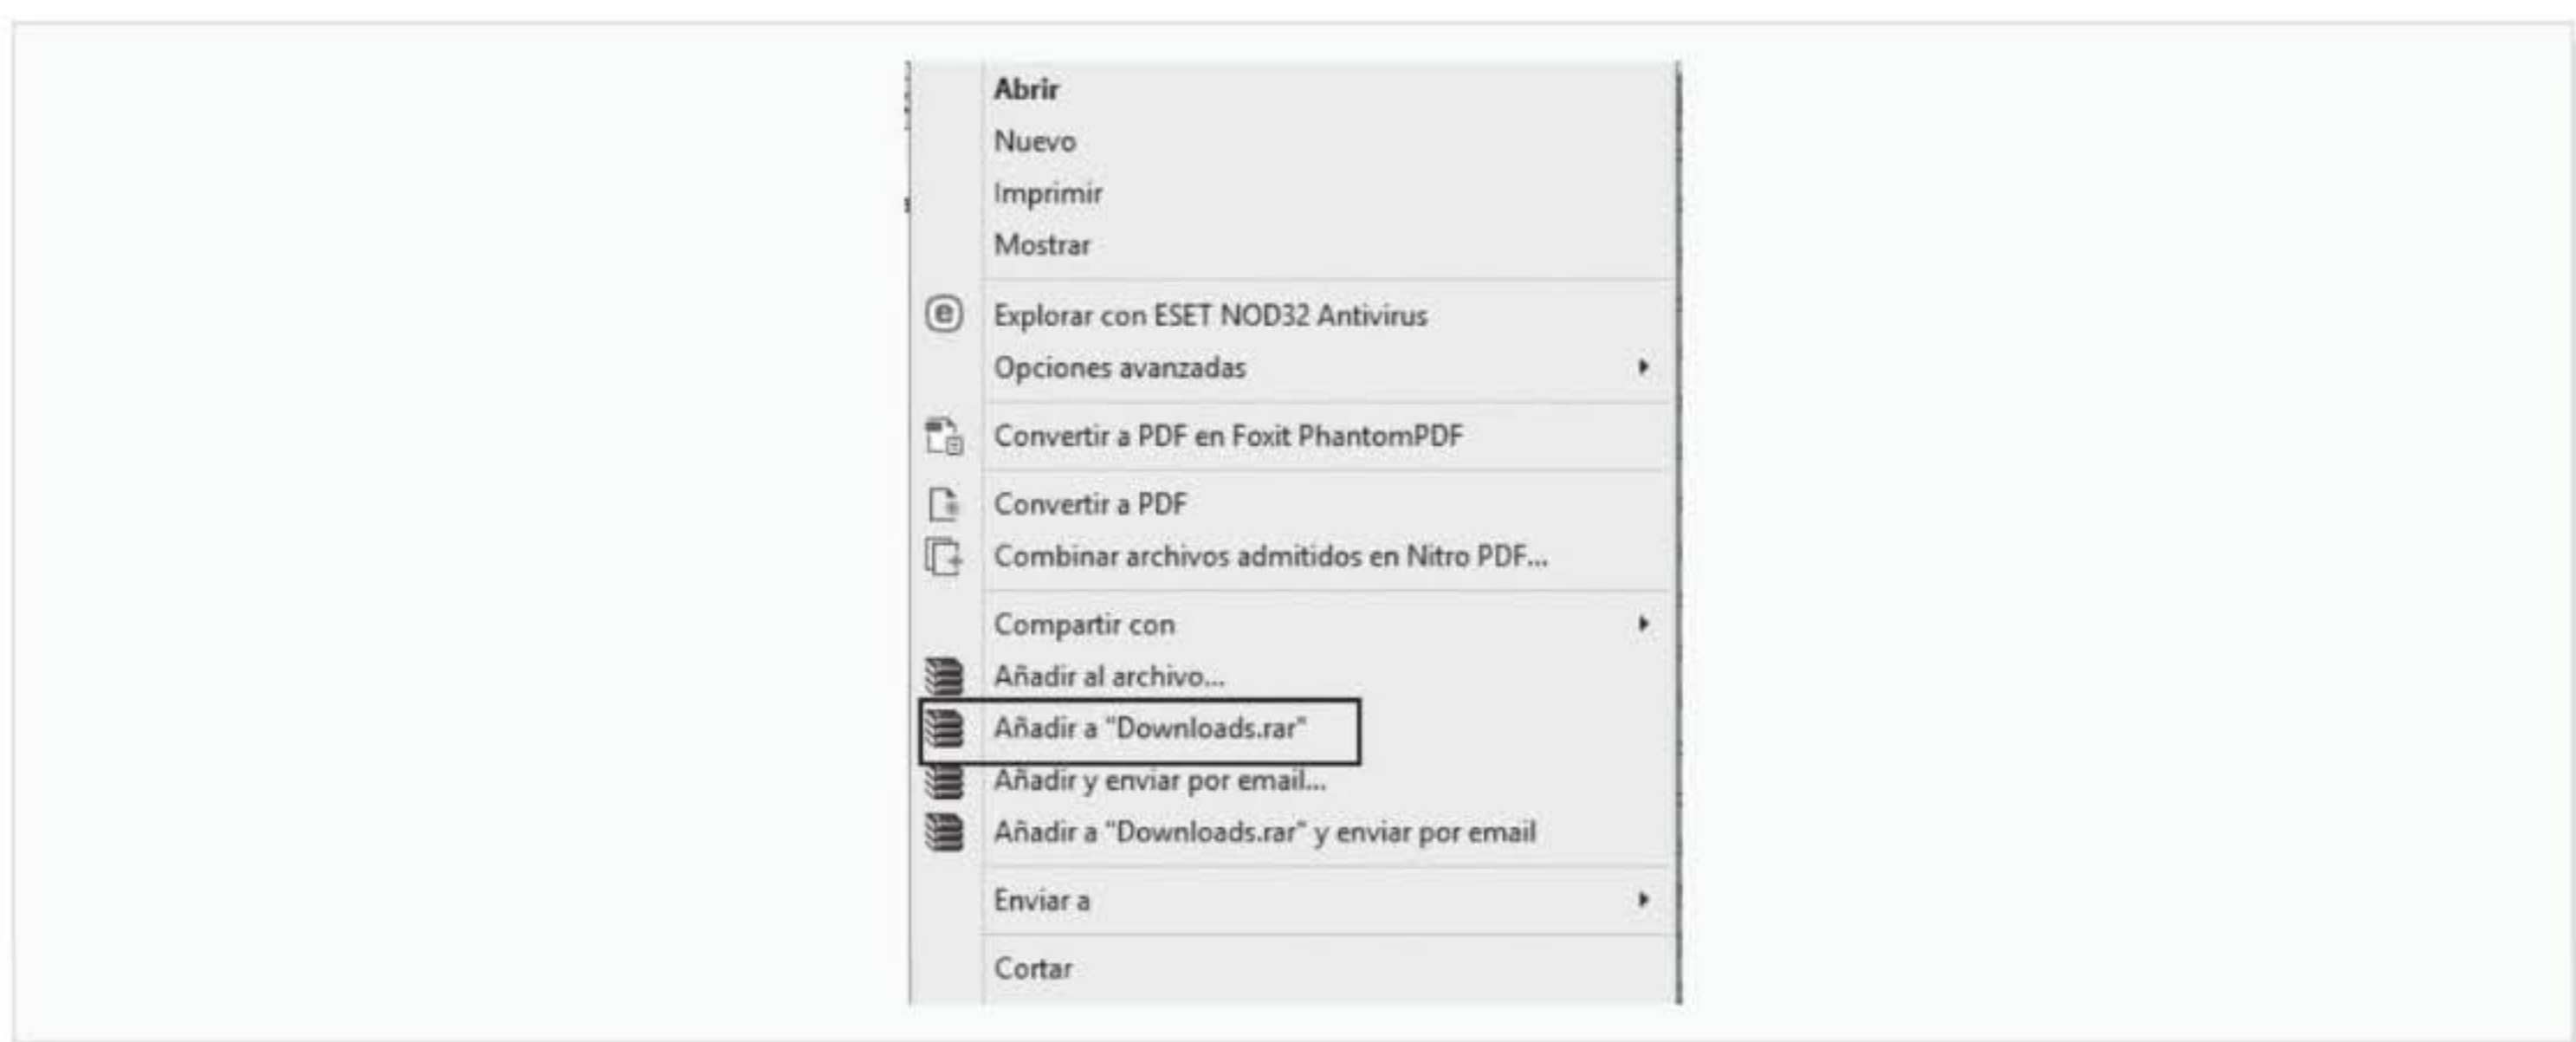 Abrir
Nuevo
Imprimir
Mostrar
Explorar con ESET NOD32 Antivirus
Opciones avanzadas
Convertir a PDF en Foxit PhantomPDF
Convertir a PDF
Combinar archivos admitidos en Nitro PDF...
Compartir con
Añadir al archivo...
Añadir a "Downloads.rar"
Añadir y enviar por email...
Añadir a "Downloads.rar" y enviar por email
Enviar a
Cortar